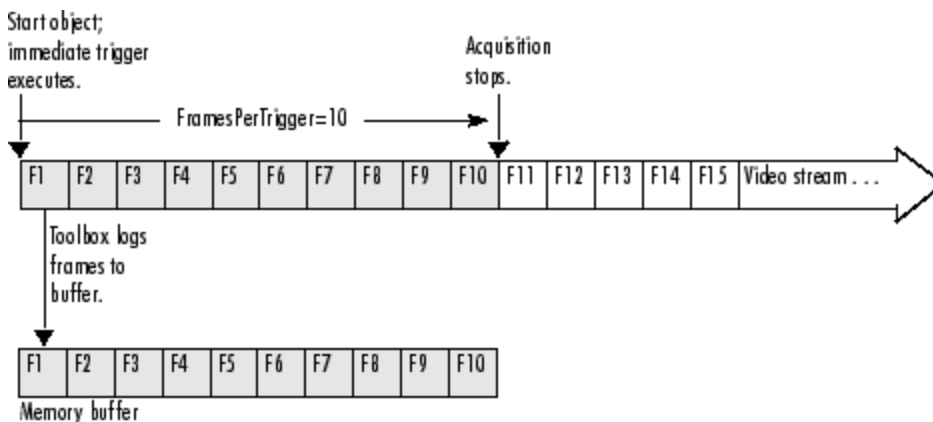 Start object;
immediate trigger
executes.
Acquisition
stops.
FramesPerTrigger=10
F1 F2 F3 F4 F5 F6 F7 F8 F9 F10 F11 F12 F13 F14 F15 Video stream . . .
Toolbox logs
frames to
buffer.
F1 F2 F3 F4 F5 F6 F7 F8 F9 F10
Memory buffer